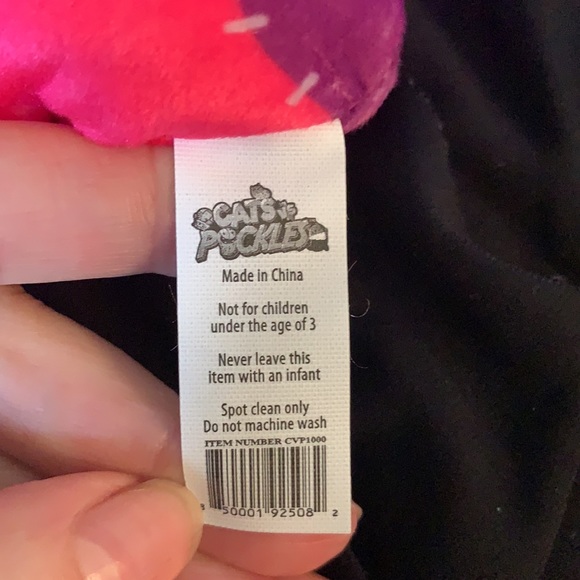 CATS VS
PICKLES
Made in China
Not for children
under the age of 3
Never leave this
item with an infant
Spot clean only
Do not machine wash
ITEM NUMBER CVP1000
8 50001 92508 2